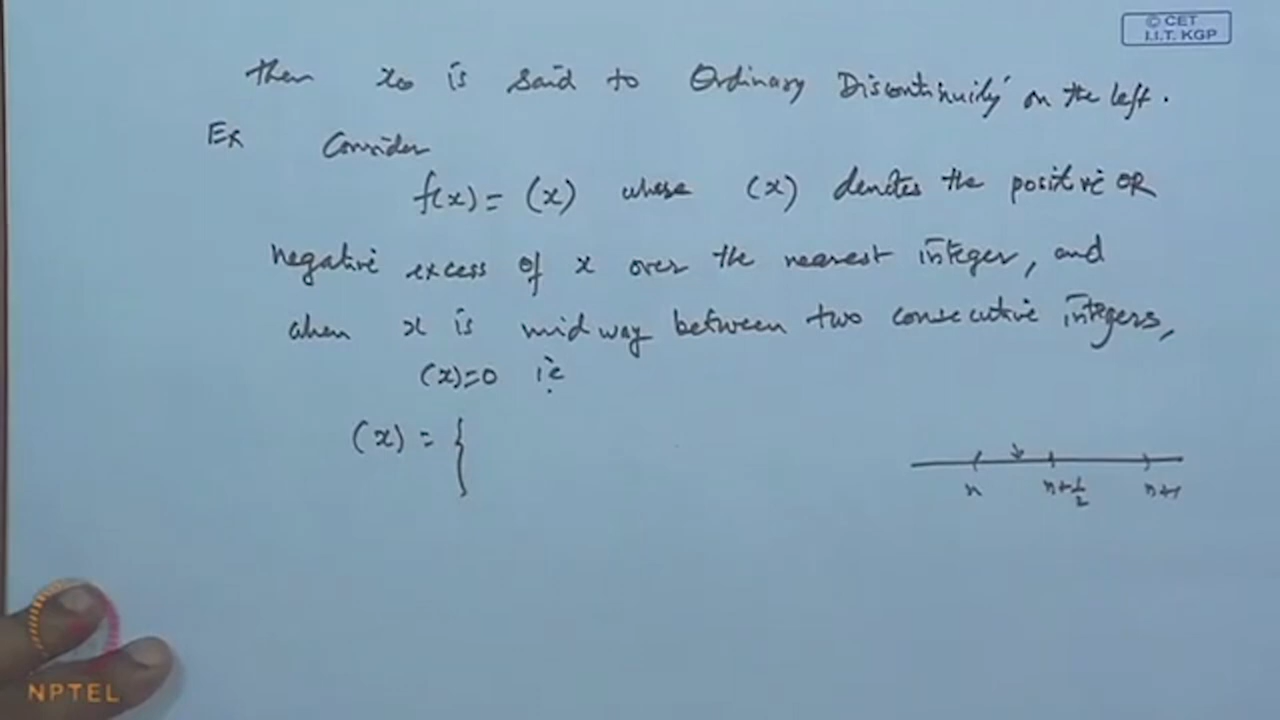 © CET
I.I.T. KGP
then x₀ is said to Ordinary Discontinuity on the left.
Ex Consider
f(x) = (x) where (x) denotes the positive OR
negative excess of x over the nearest integer, and
when x is midway between two consecutive integers,
(x)=0 ie
(x) = {
n n+1/2 n+1
NPTEL